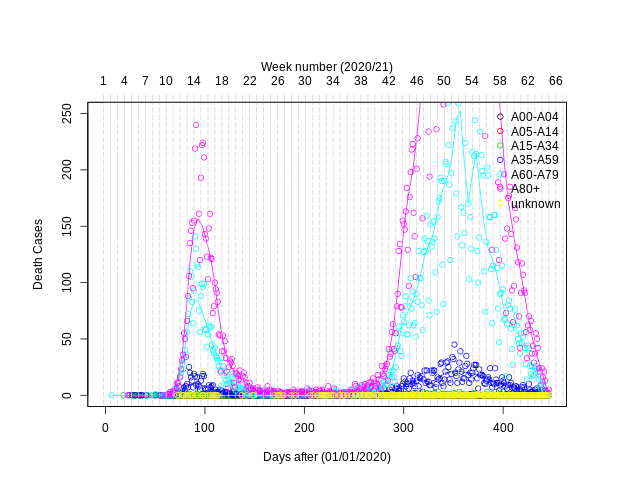 Week number (2020/21)
1 4 7 10 14 18 22 26 30 34 38 42 46 50 54 58 62 66
250
200
150
100
50
0
Death Cases
A00-A04
A05-A14
A15-A34
A35-A59
A60-A79
A80+
unknown
0 100 200 300 400
Days after (01/01/2020)